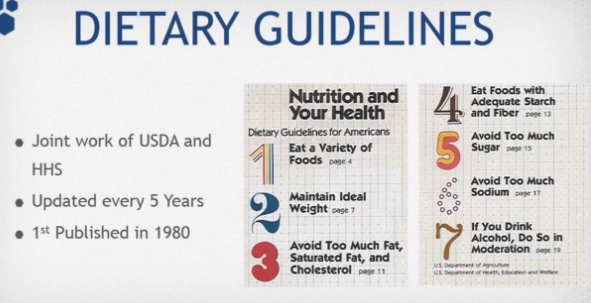 DIETARY GUIDELINES
• Joint work of USDA and
HHS
• Updated every 5 Years
• 1st Published in 1980
Nutrition and
Your Health
Dietary Guidelines for Americans
1 Eat a Variety of
Foods page 4
2 Maintain Ideal
Weight page 7
3 Avoid Too Much Fat,
Saturated Fat, and
Cholesterol page 11
4 Eat Foods with
Adequate Starch
and Fiber page 13
5 Avoid Too Much
Sugar page 15
6 Avoid Too Much
Sodium page 17
7 If You Drink
Alcohol, Do So in
Moderation page 19
U.S. Department of Agriculture
U.S. Department of Health, Education and Welfare